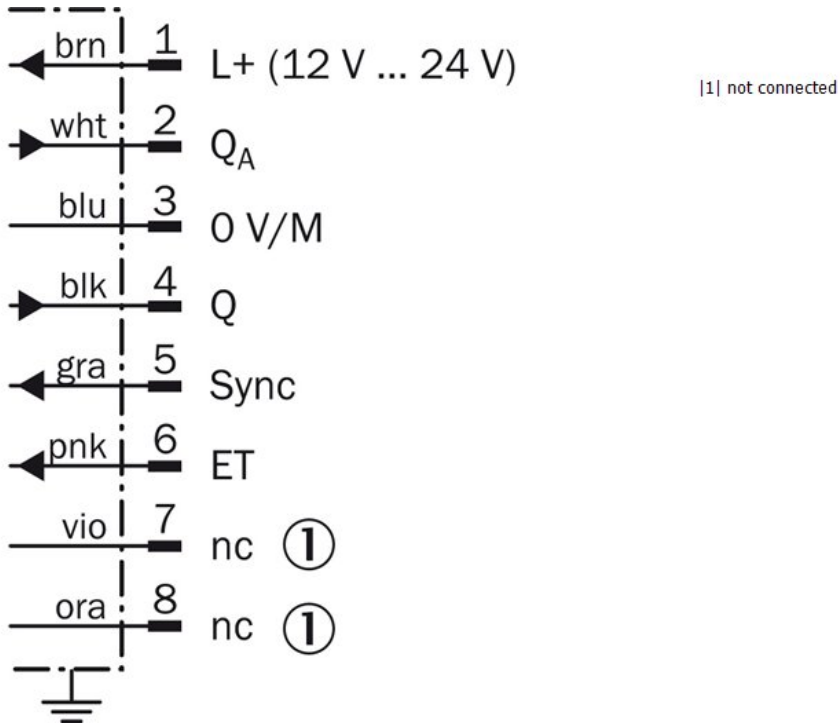 brn 1 L+ (12 V ... 24 V)
|1| not connected
wht 2 QA
blu 3 0 V/M
blk 4 Q
gra 5 Sync
pnk 6 ET
vio 7 nc ①
ora 8 nc ①